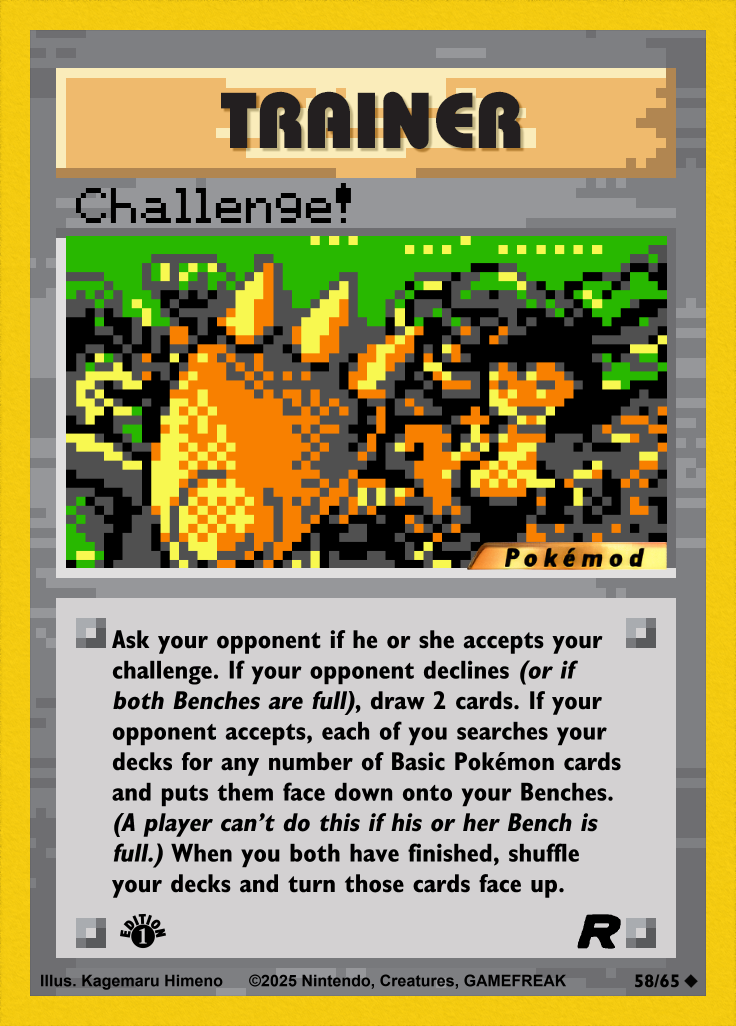 TRAINER
Challenge!
Pokémod
Ask your opponent if he or she accepts your
challenge. If your opponent declines (or if
both Benches are full), draw 2 cards. If your
opponent accepts, each of you searches your
decks for any number of Basic Pokémon cards
and puts them face down onto your Benches.
(A player can't do this if his or her Bench is
full.) When you both have finished, shuffle
your decks and turn those cards face up.
EDITION
1
R
Illus. Kagemaru Himeno ©2025 Nintendo, Creatures, GAMEFREAK 58/65 ◆